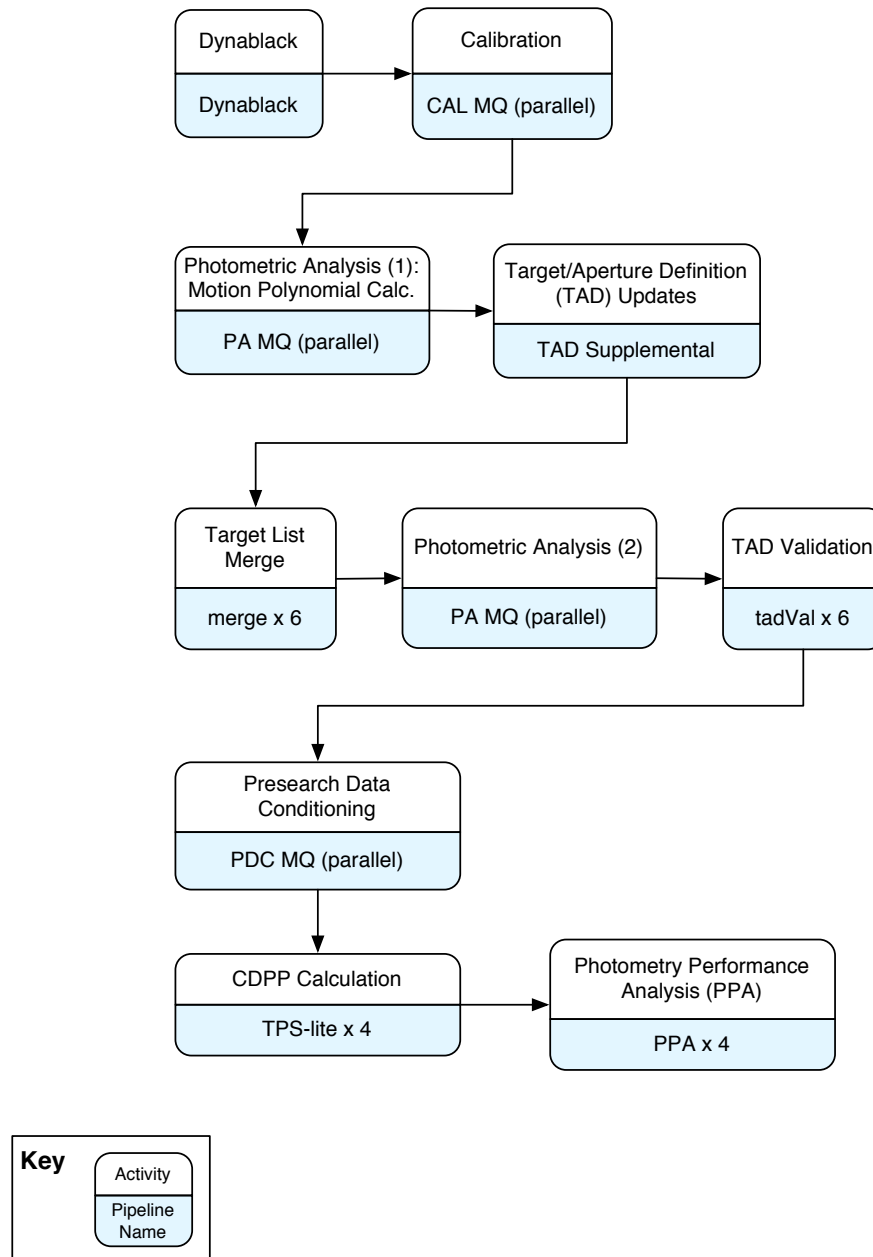 Dynablack
Dynablack
Calibration
CAL MQ (parallel)
Photometric Analysis (1):
Motion Polynomial Calc.
PA MQ (parallel)
Target/Aperture Definition
(TAD) Updates
TAD Supplemental
Target List
Merge
merge x 6
Photometric Analysis (2)
PA MQ (parallel)
TAD Validation
tadVal x 6
Presearch Data
Conditioning
PDC MQ (parallel)
CDPP Calculation
TPS-lite x 4
Photometry Performance
Analysis (PPA)
PPA x 4
Key
Activity
Pipeline
Name